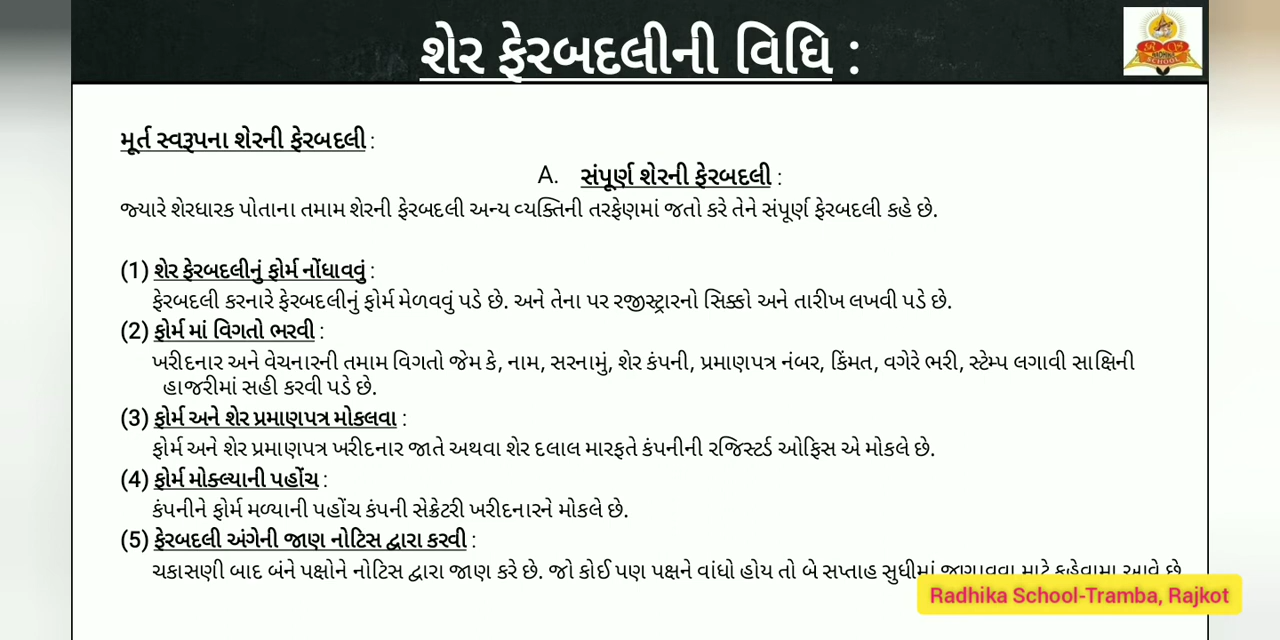 શેર ફેરબદલીની વિધિ :
મૂર્ત સ્વરૂપના શેરની ફેરબદલી :
A. સંપૂર્ણ શેરની ફેરબદલી :
જ્યારે શેરધારક પોતાના તમામ શેરની ફેરબદલી અન્ય વ્યક્તિની તરફેણમાં જતો કરે તેને સંપૂર્ણ ફેરબદલી કહે છે.
(1) શેર ફેરબદલીનું ફોર્મ નોંધાવવું :
ફેરબદલી કરનારે ફેરબદલીનું ફોર્મ મેળવવું પડે છે. અને તેના પર રજીસ્ટ્રારનો સિક્કો અને તારીખ લખવી પડે છે.
(2) ફોર્મ માં વિગતો ભરવી :
ખરીદનાર અને વેચનારની તમામ વિગતો જેમ કે, નામ, સરનામું, શેર કંપની, પ્રમાણપત્ર નંબર, કિંમત, વગેરે ભરી, સ્ટેમ્પ લગાવી સાક્ષિની
હાજરીમાં સહી કરવી પડે છે.
(3) ફોર્મ અને શેર પ્રમાણપત્ર મોકલવા :
ફોર્મ અને શેર પ્રમાણપત્ર ખરીદનાર જાતે અથવા શેર દલાલ મારફતે કંપનીની રજિસ્ટર્ડ ઓફિસ એ મોકલે છે.
(4) ફોર્મ મોક્લ્યાની પહોંચ :
કંપનીને ફોર્મ મળ્યાની પહોંચ કંપની સેક્રેટરી ખરીદનારને મોકલે છે.
(5) ફેરબદલી અંગેની જાણ નોટિસ દ્વારા કરવી :
ચકાસણી બાદ બંને પક્ષોને નોટિસ દ્વારા જાણ કરે છે. જો કોઈ પણ પક્ષને વાંધો હોય તો બે સપ્તાહ સુધીમાં જાણાવવા માટે કહેવામા આવે છે
Radhika School-Tramba, Rajkot